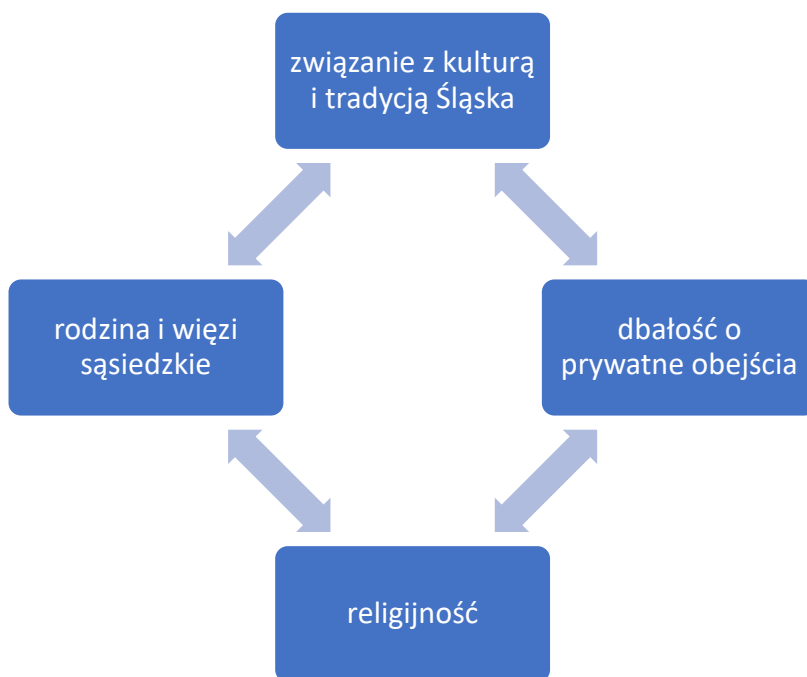 związanie z kulturą
i tradycją Śląska
rodzina i więzi
sąsiedzkie
dbałość o
prywatne obejścia
religijność